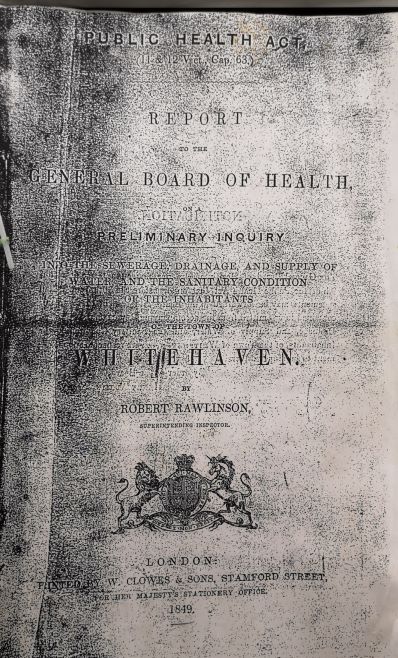 PUBLIC HEALTH ACT,
(11 & 12 Vict., Cap. 63.)
REPORT
TO THE
GENERAL BOARD OF HEALTH,
ON A
PRELIMINARY INQUIRY
INTO THE SEWERAGE, DRAINAGE, AND SUPPLY OF
WATER, AND THE SANITARY CONDITION
OF THE INHABITANTS
OF THE TOWN OF
WHITEHAVEN.
BY
ROBERT RAWLINSON,
SUPERINTENDING INSPECTOR.
LONDON:
PRINTED BY W. CLOWES & SONS, STAMFORD STREET,
FOR HER MAJESTY'S STATIONERY OFFICE.
1849.